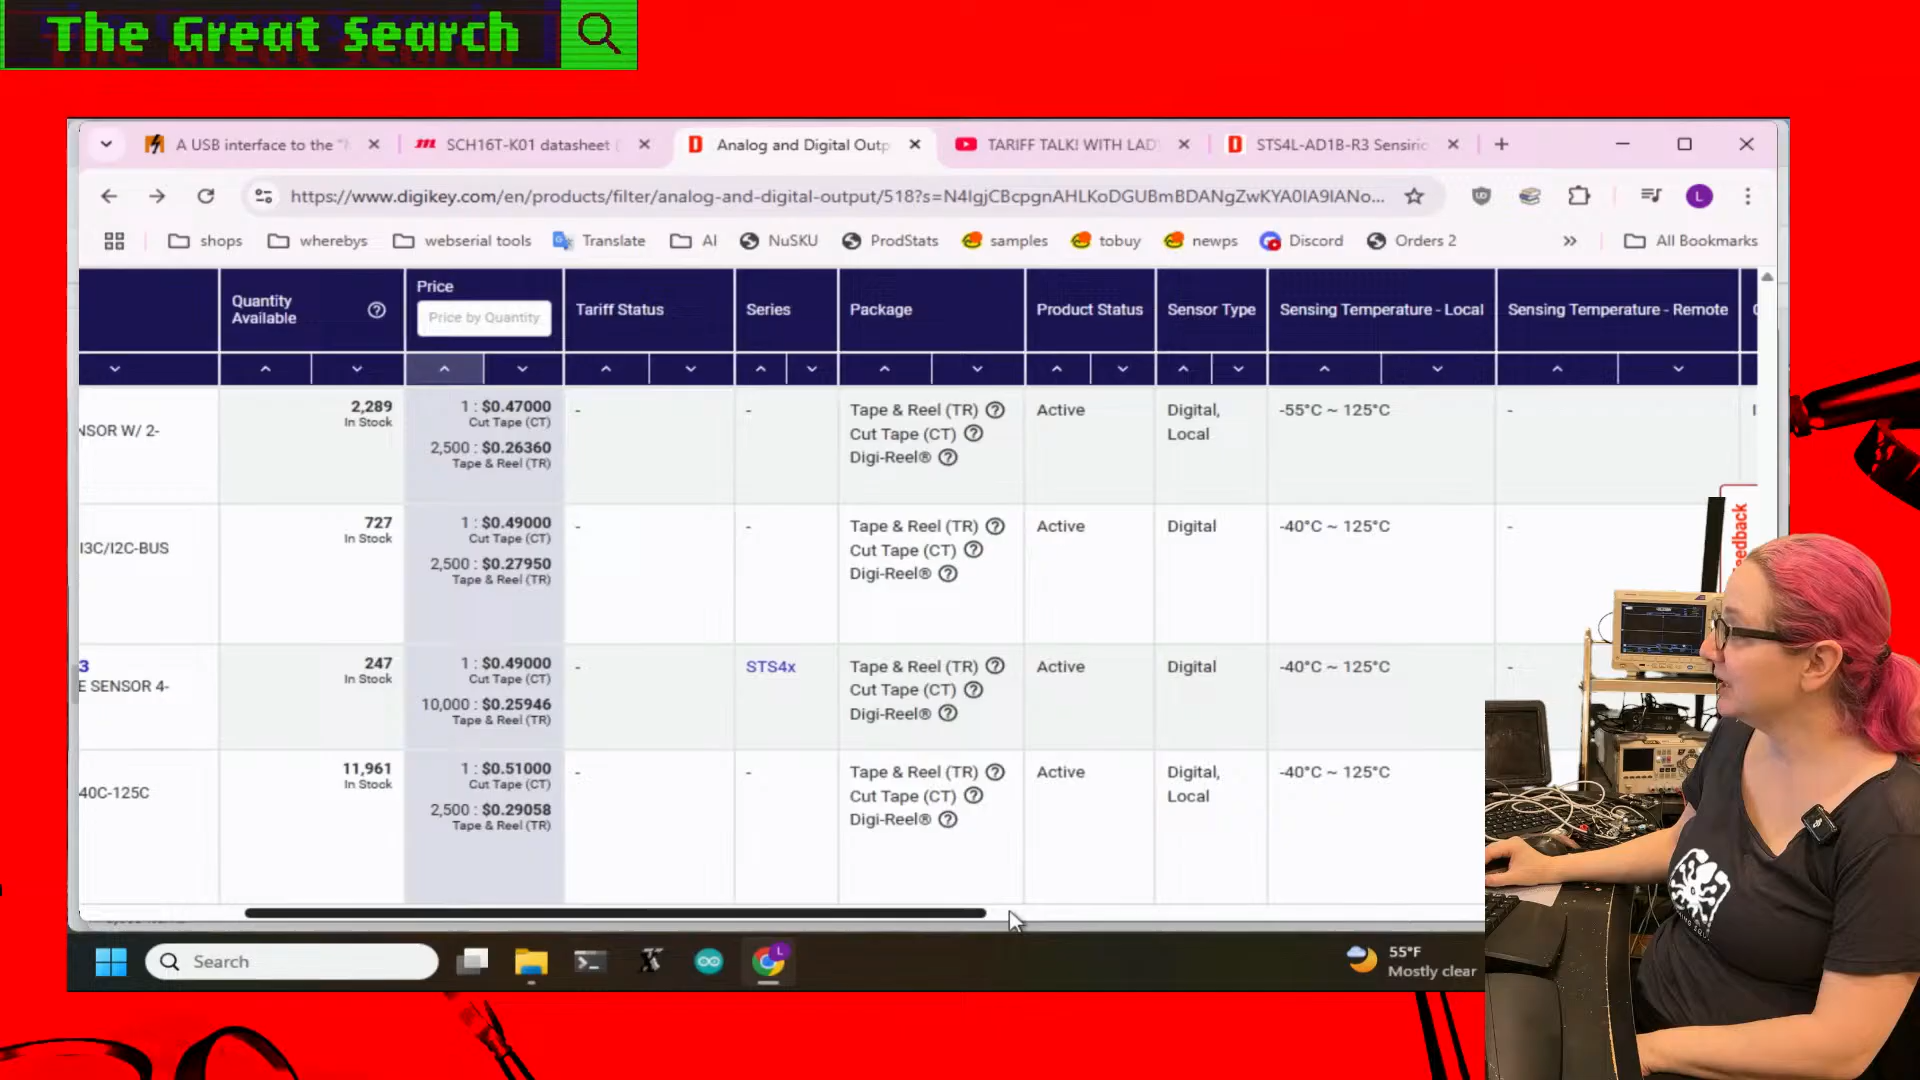 The Great Search
A USB interface to the "
SCH16T-K01 datasheet
Analog and Digital Outp
TARIFF TALK! WITH LAD
STS4L-AD1B-R3 Sensirio
https://www.digikey.com/en/products/filter/analog-and-digital-output/518?s=N4IgjCBcpgnAHLKoDGUBmBDANgZwKYA0IA9IANo...
L
shops
wherebys
webserial tools
Translate
AI
NuSKU
ProdStats
samples
tobuy
newps
Discord
Orders 2
All Bookmarks
Quantity Available
Price
Price by Quantity
Tariff Status
Series
Package
Product Status
Sensor Type
Sensing Temperature - Local
Sensing Temperature - Remote
NSOR W/ 2-
2,289
In Stock
1 : $0.47000
Cut Tape (CT)
2,500 : $0.26360
Tape & Reel (TR)
-
-
Tape & Reel (TR)
Cut Tape (CT)
Digi-Reel®
Active
Digital,
Local
-55°C ~ 125°C
-
I3C/I2C-BUS
727
In Stock
1 : $0.49000
Cut Tape (CT)
2,500 : $0.27950
Tape & Reel (TR)
-
-
Tape & Reel (TR)
Cut Tape (CT)
Digi-Reel®
Active
Digital
-40°C ~ 125°C
-
3
E SENSOR 4-
247
In Stock
1 : $0.49000
Cut Tape (CT)
10,000 : $0.25946
Tape & Reel (TR)
-
STS4x
Tape & Reel (TR)
Cut Tape (CT)
Digi-Reel®
Active
Digital
-40°C ~ 125°C
-
40C-125C
11,961
In Stock
1 : $0.51000
Cut Tape (CT)
2,500 : $0.29058
Tape & Reel (TR)
-
-
Tape & Reel (TR)
Cut Tape (CT)
Digi-Reel®
Active
Digital,
Local
-40°C ~ 125°C
edback
Search
55°F
Mostly clear